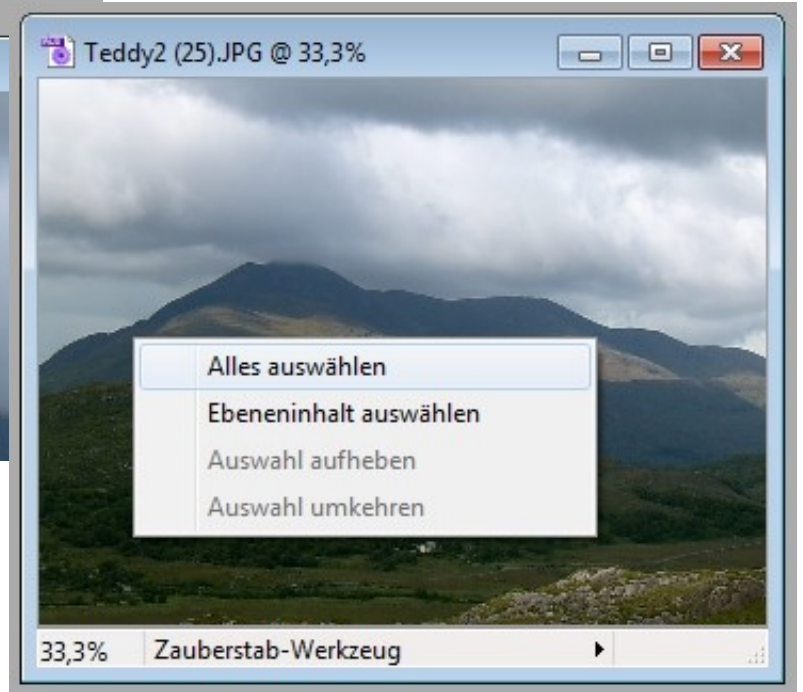 Teddy2 (25).JPG @ 33,3%
Alles auswählen
Ebeneninhalt auswählen
Auswahl aufheben
Auswahl umkehren
33,3% Zauberstab-Werkzeug